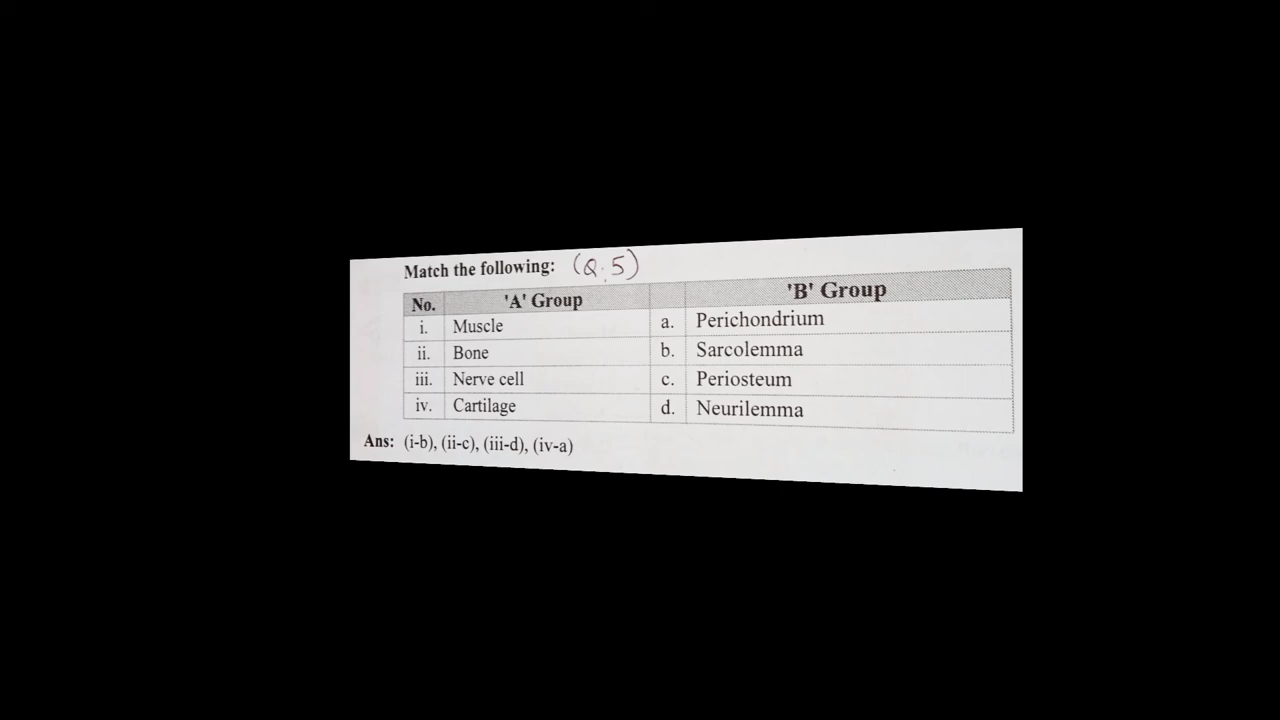 Match the following: (Q.5)
No. 'A' Group 'B' Group
i. Muscle a. Perichondrium
ii. Bone b. Sarcolemma
iii. Nerve cell c. Periosteum
iv. Cartilage d. Neurilemma
Ans: (i-b), (ii-c), (iii-d), (iv-a)